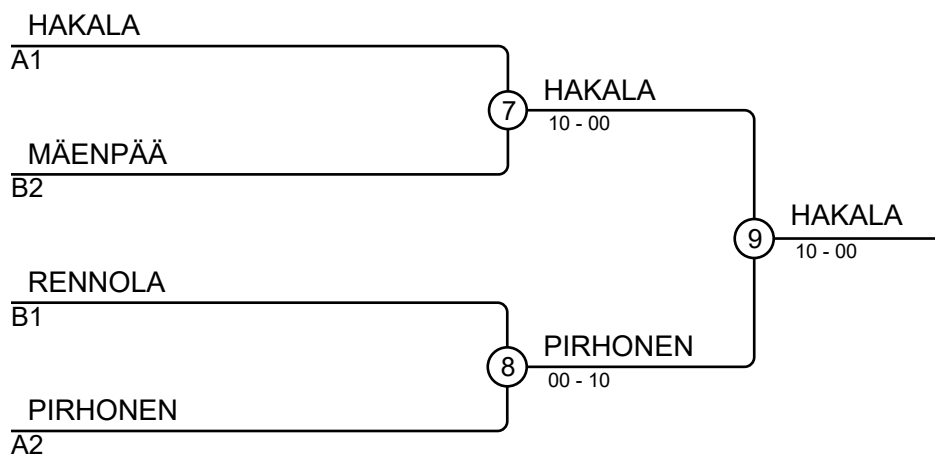 HAKALA
A1
7
HAKALA
10 - 00
MÄENPÄÄ
B2
9
HAKALA
10 - 00
RENNOLA
B1
8
PIRHONEN
00 - 10
PIRHONEN
A2